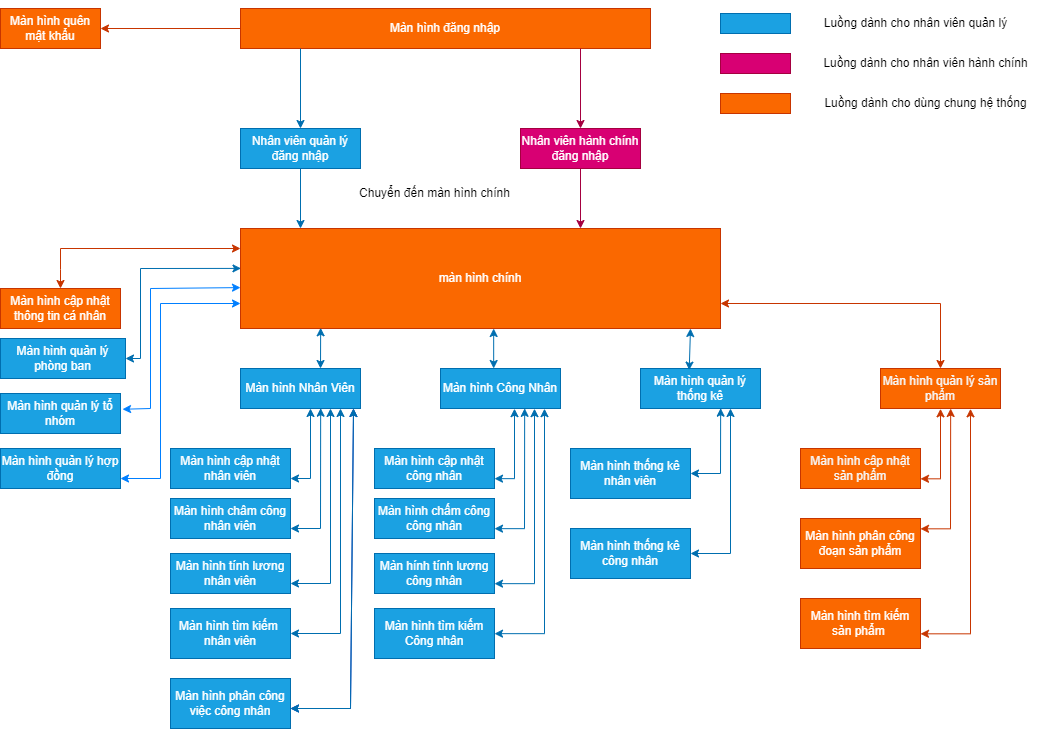 Màn hình quên
mật khẩu
Màn hình đăng nhập
Luồng dành cho nhân viên quản lý
Luồng dành cho nhân viên hành chính
Luồng dành cho dùng chung hệ thống
Nhân viên quản lý
đăng nhập
Nhân viên hành chính
đăng nhập
Chuyển đến màn hình chính
màn hình chính
Màn hình cập nhật
thông tin cá nhân
Màn hình quản lý
phòng ban
Màn hình quản lý tổ
nhóm
Màn hình quản lý hợp
đồng
Màn hình Nhân Viên
Màn hình Công Nhân
Màn hình quản lý
thống kê
Màn hình quản lý sản
phẩm
Màn hình cập nhật
nhân viên
Màn hình chấm công
nhân viên
Màn hình tính lương
nhân viên
Màn hình tìm kiếm
nhân viên
Màn hình phân công
việc công nhân
Màn hình cập nhật
công nhân
Màn hình chấm công
công nhân
Màn hính tính lương
công nhân
Màn hình tìm kiếm
Công nhân
Màn hình thống kê
nhân viên
Màn hình thống kê
công nhân
Màn hình cập nhật
sản phẩm
Màn hình phân công
đoạn sản phẩm
Màn hình tìm kiếm
sản phẩm